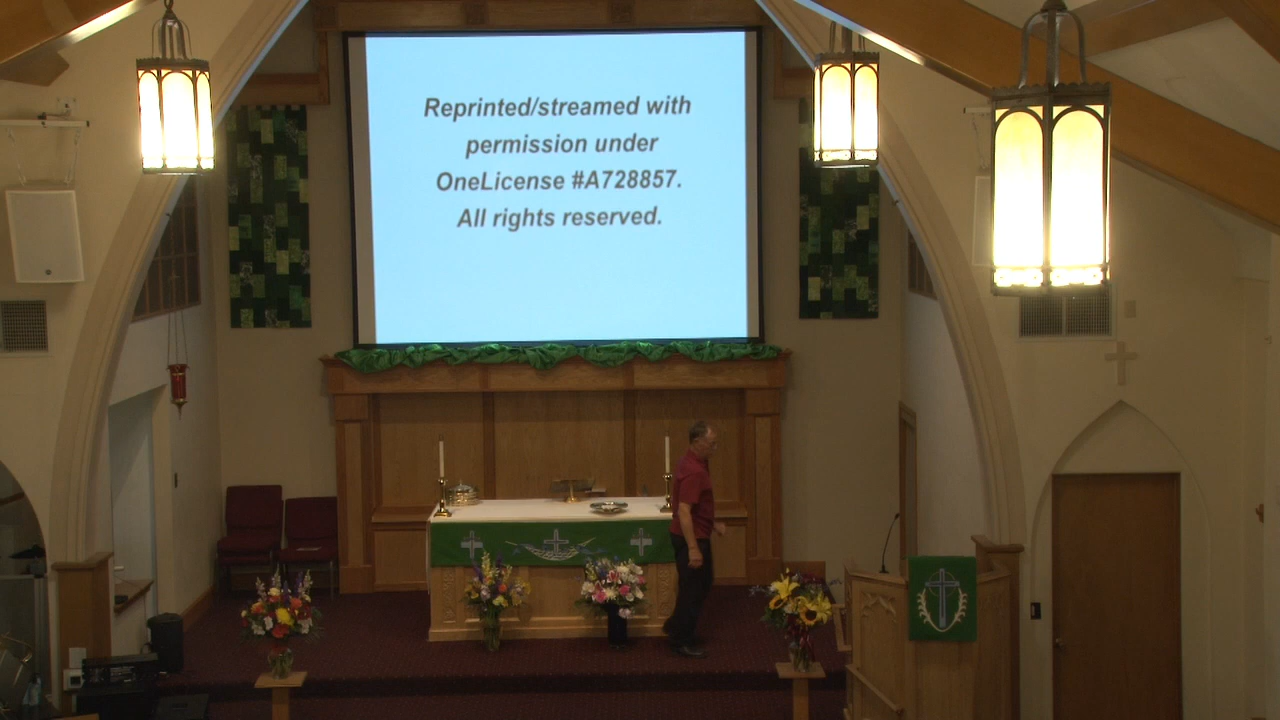 Reprinted/streamed with
permission under
OneLicense #A728857.
All rights reserved.